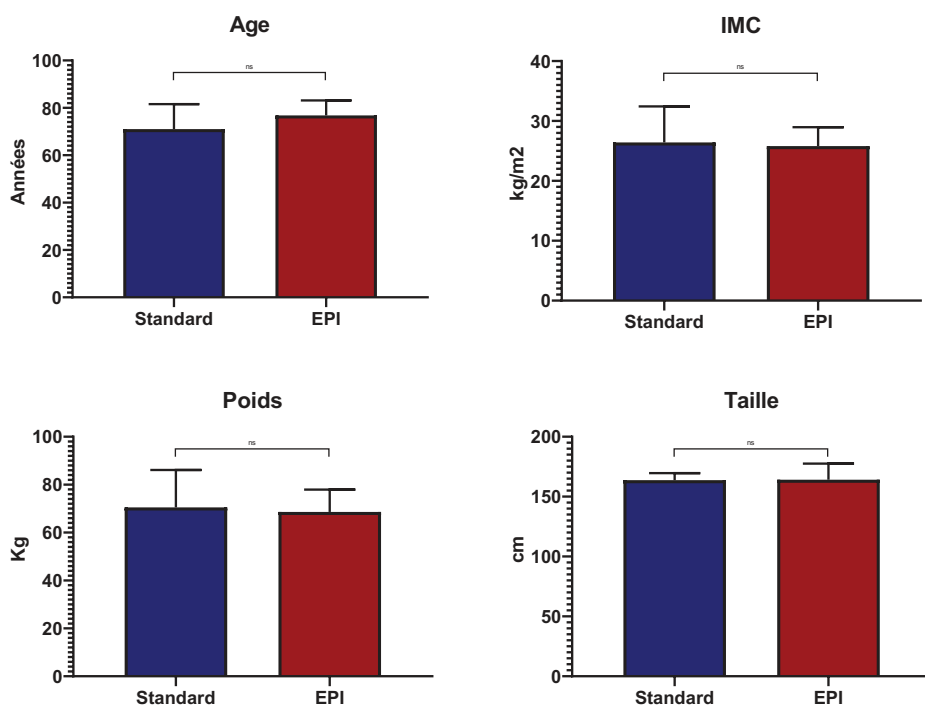 Age
ns
100
80
60
40
20
0
Années
Standard EPI
IMC
ns
40
30
20
10
0
kg/m2
Standard EPI
Poids
ns
100
80
60
40
20
0
Kg
Standard EPI
Taille
ns
200
150
100
50
0
cm
Standard EPI